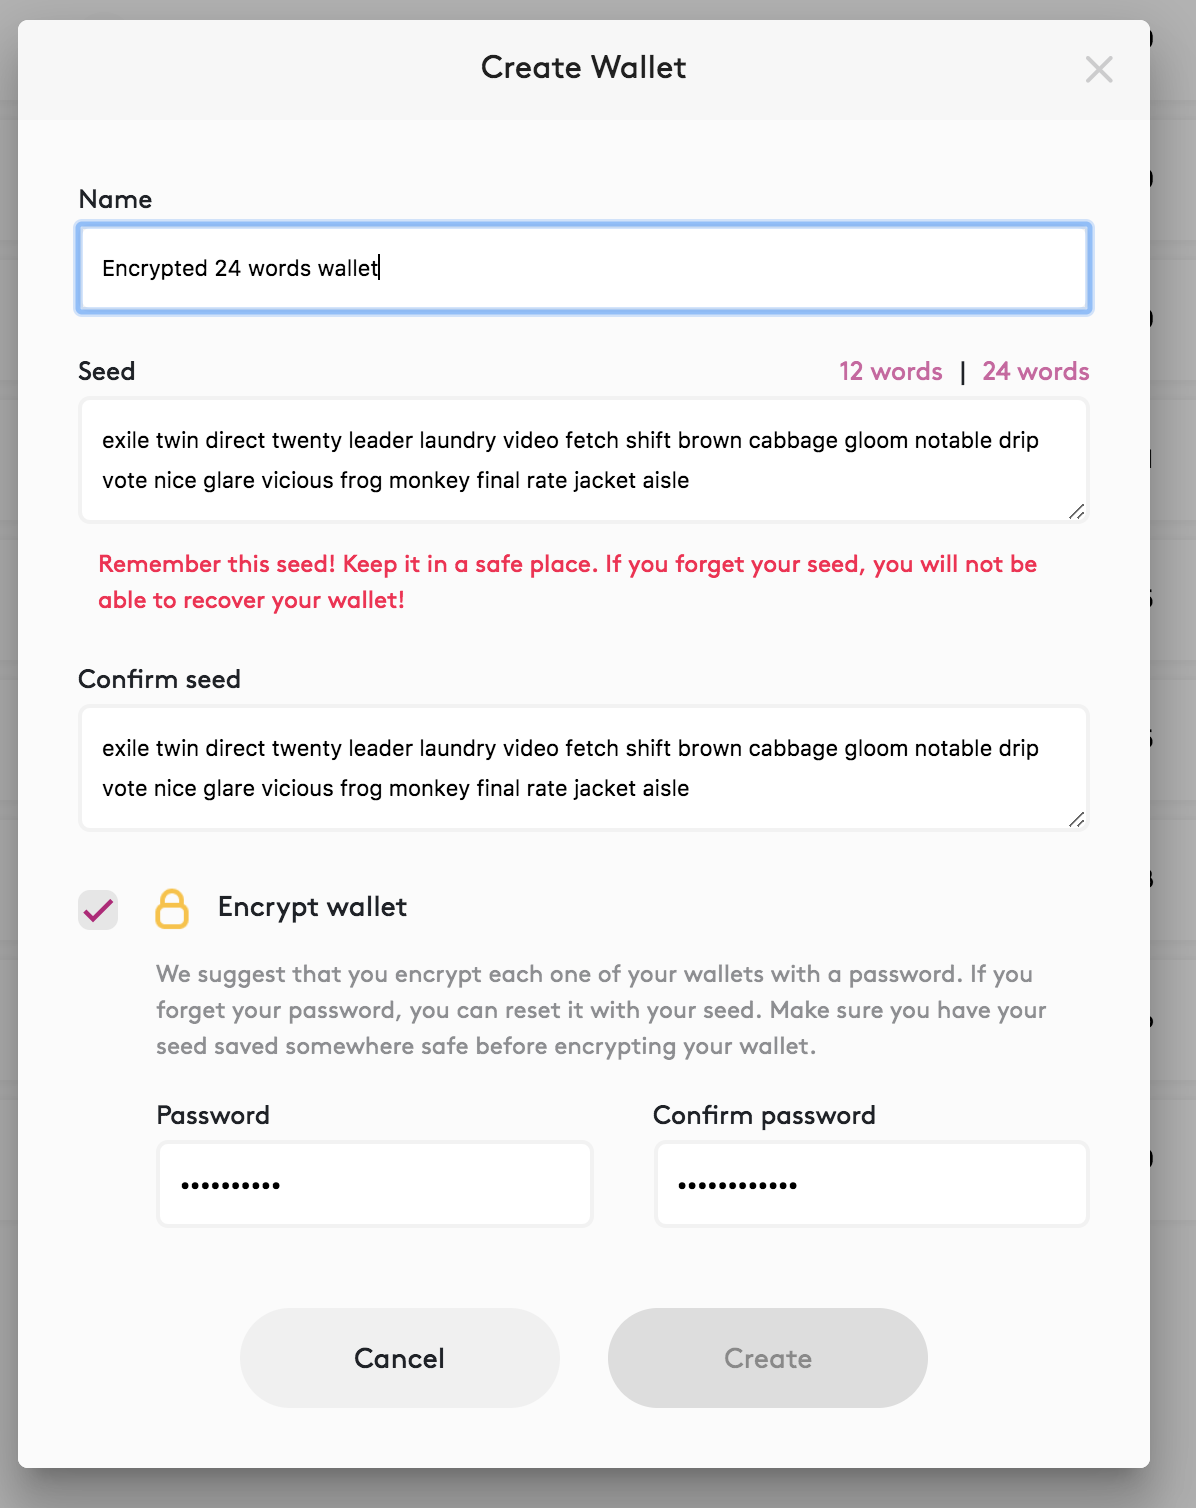 Create Wallet
Name
Encrypted 24 words wallet
Seed
12 words | 24 words
exile twin direct twenty leader laundry video fetch shift brown cabbage gloom notable drip
vote nice glare vicious frog monkey final rate jacket aisle
Remember this seed! Keep it in a safe place. If you forget your seed, you will not be
able to recover your wallet!
Confirm seed
exile twin direct twenty leader laundry video fetch shift brown cabbage gloom notable drip
vote nice glare vicious frog monkey final rate jacket aisle
Encrypt wallet
We suggest that you encrypt each one of your wallets with a password. If you
forget your password, you can reset it with your seed. Make sure you have your
seed saved somewhere safe before encrypting your wallet.
Password
Confirm password
••••••••••
••••••••••••
Cancel
Create